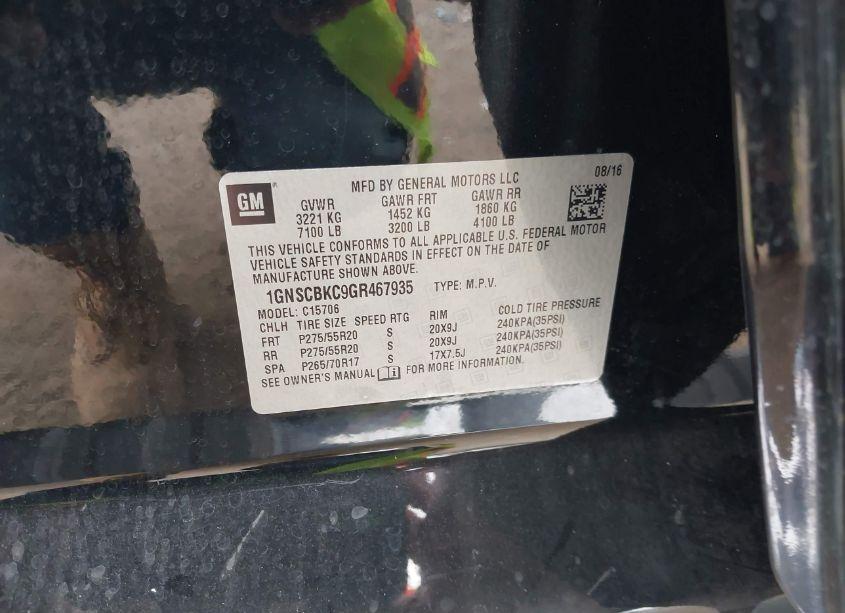 GM
MFD BY GENERAL MOTORS LLC 08/16
GVWR GAWR FRT GAWR RR
3221 KG 1452 KG 1860 KG
7100 LB 3200 LB 4100 LB
THIS VEHICLE CONFORMS TO ALL APPLICABLE U.S. FEDERAL MOTOR
VEHICLE SAFETY STANDARDS IN EFFECT ON THE DATE OF
MANUFACTURE SHOWN ABOVE.
1GNSCBKC9GR467935 TYPE: M.P.V.
MODEL: C15706
CHLH TIRE SIZE SPEED RTG RIM COLD TIRE PRESSURE
FRT P275/55R20 S 20X9J 240KPA(35PSI)
RR P275/55R20 S 20X9J 240KPA(35PSI)
SPA P265/70R17 S 17X7.5J 240KPA(35PSI)
SEE OWNER'S MANUAL FOR MORE INFORMATION.